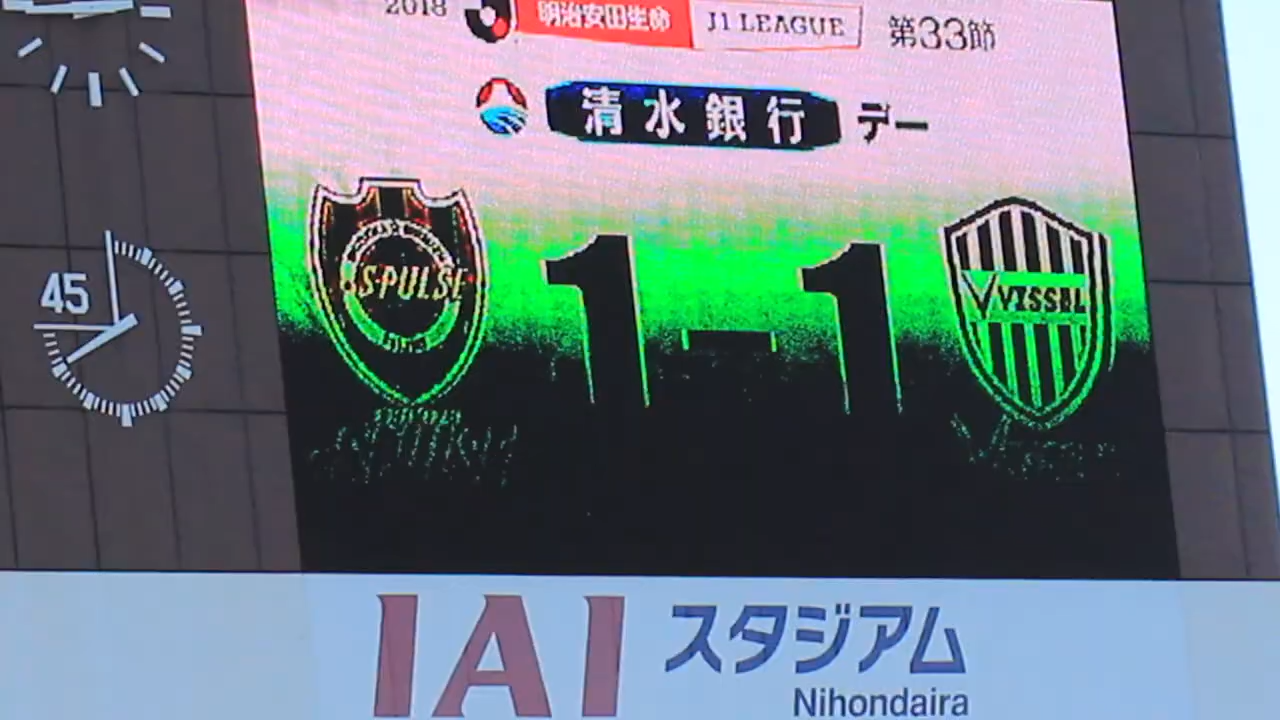 2018 明治安田生命 J1 LEAGUE 第33節
清水銀行 デー
S-PULSE 1 - 1 VISSEL
45
IAI スタジアム
Nihondaira